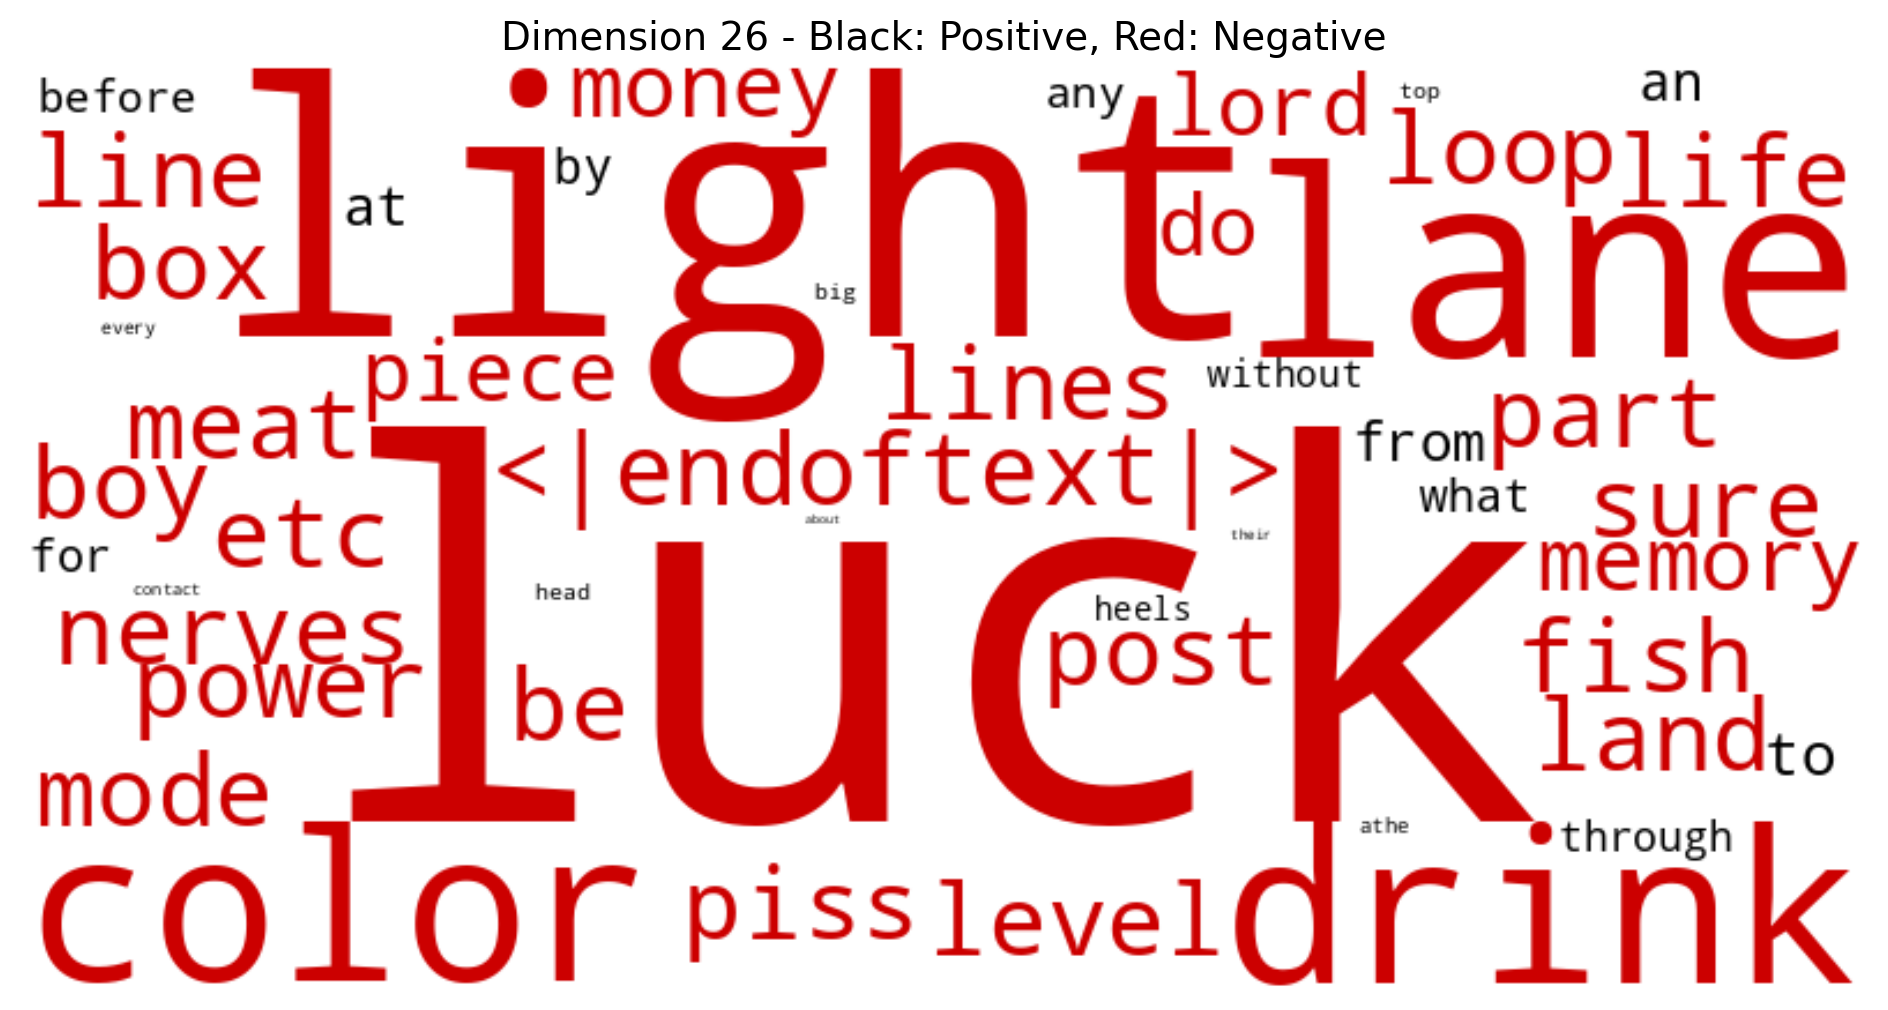 Dimension 26 - Black: Positive, Red: Negative
before
light
money
any
lord
top
an
line
at
by
do
lane
loop
life
box
big
every
piece
lines
without
meat
part
boy
<|endoftext|>
from
etc
about
their
what
sure
for
luck
memory
contact
head
heels
nerves
post
fish
power
be
land
to
mode
athe
through
color
piss
level
drink